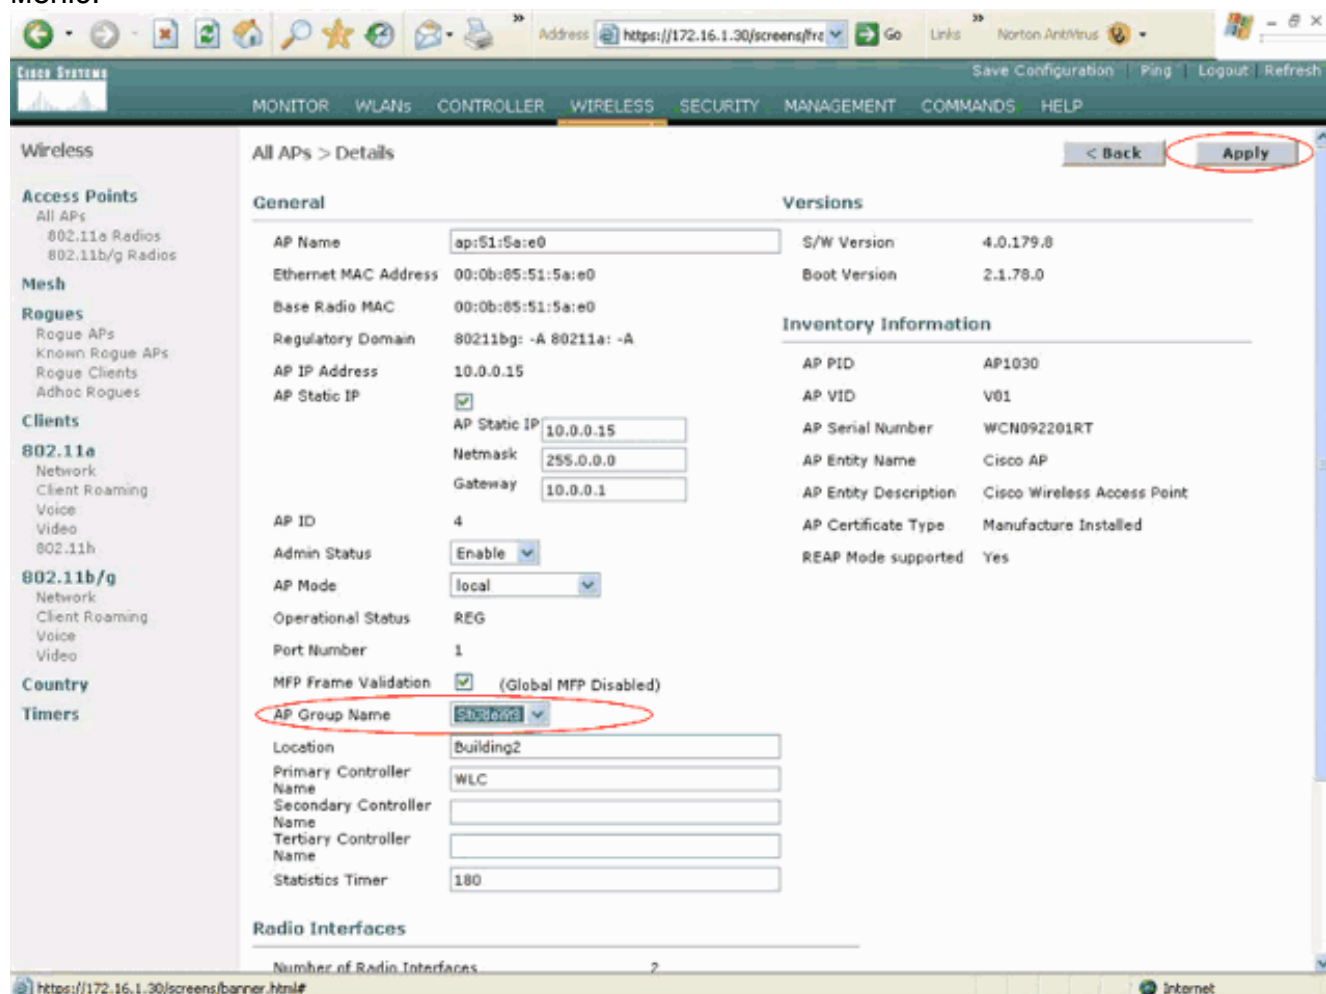 меню.
Address https://172.16.1.30/screens/fra Go Links Norton AntiVirus
CISCO SYSTEMS
Save Configuration Ping Logout Refresh
MONITOR WLANs CONTROLLER WIRELESS SECURITY MANAGEMENT COMMANDS HELP
Wireless
Access Points
All APs
802.11a Radios
802.11b/g Radios
Mesh
Rogues
Rogue APs
Known Rogue APs
Rogue Clients
Adhoc Rogues
Clients
802.11a
Network
Client Roaming
Voice
Video
802.11h
802.11b/g
Network
Client Roaming
Voice
Video
Country
Timers
All APs > Details
< Back Apply
General
AP Name ap:51:5a:e0
Ethernet MAC Address 00:0b:85:51:5a:e0
Base Radio MAC 00:0b:85:51:5a:e0
Regulatory Domain 80211bg: -A 80211a: -A
AP IP Address 10.0.0.15
AP Static IP
AP Static IP 10.0.0.15
Netmask 255.0.0.0
Gateway 10.0.0.1
AP ID 4
Admin Status Enable
AP Mode local
Operational Status REG
Port Number 1
MFP Frame Validation (Global MFP Disabled)
AP Group Name
Location Building2
Primary Controller
Name WLC
Secondary Controller
Name
Tertiary Controller
Name
Statistics Timer 180
Radio Interfaces
Number of Radio Interfaces 2
Versions
S/W Version 4.0.179.8
Boot Version 2.1.78.0
Inventory Information
AP PID AP1030
AP VID V01
AP Serial Number WCN092201RT
AP Entity Name Cisco AP
AP Entity Description Cisco Wireless Access Point
AP Certificate Type Manufacture Installed
REAP Mode supported Yes
https://172.16.1.30/screens/banner.html# Internet